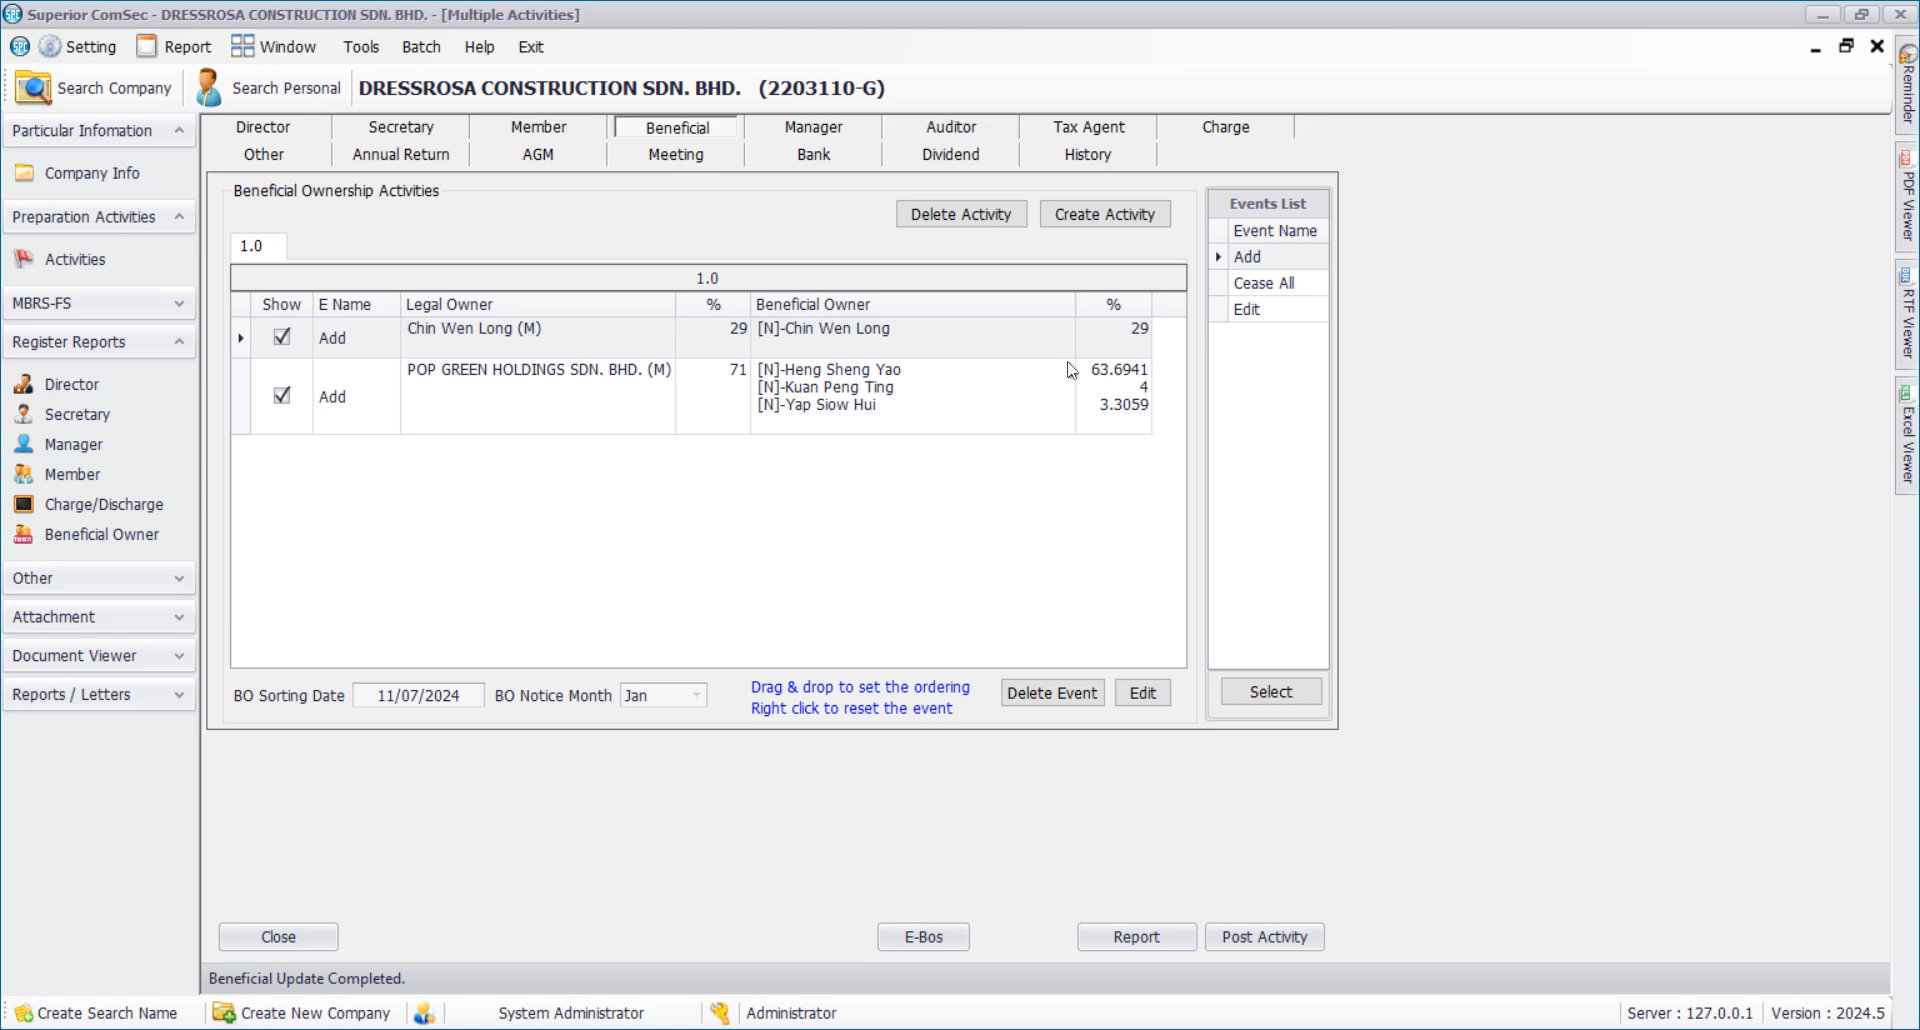 Superior ComSec - DRESSROSA CONSTRUCTION SDN. BHD. - [Multiple Activities]
Setting Report Window Tools Batch Help Exit
Search Company Search Personal DRESSROSA CONSTRUCTION SDN. BHD. (2203110-G)
Particular Infomation
Company Info
Preparation Activities
Activities
MBRS-FS
Register Reports
Director
Secretary
Manager
Member
Charge/Discharge
Beneficial Owner
Other
Attachment
Document Viewer
Reports / Letters
Director Secretary Member Beneficial Manager Auditor Tax Agent Charge
Other Annual Return AGM Meeting Bank Dividend History
Beneficial Ownership Activities
Delete Activity Create Activity
1.0
1.0
Show E Name Legal Owner % Beneficial Owner %
Add Chin Wen Long (M) 29 [N]-Chin Wen Long 29
Add POP GREEN HOLDINGS SDN. BHD. (M) 71 [N]-Heng Sheng Yao 63.6941
[N]-Kuan Peng Ting 4
[N]-Yap Siow Hui 3.3059
BO Sorting Date 11/07/2024 BO Notice Month Jan
Drag & drop to set the ordering
Right click to reset the event
Delete Event Edit
Events List
Event Name
Add
Cease All
Edit
Select
Close E-Bos Report Post Activity
Beneficial Update Completed.
Create Search Name Create New Company System Administrator Administrator Server : 127.0.0.1 Version : 2024.5
Reminder
PDF Viewer
RTF Viewer
Excel Viewer